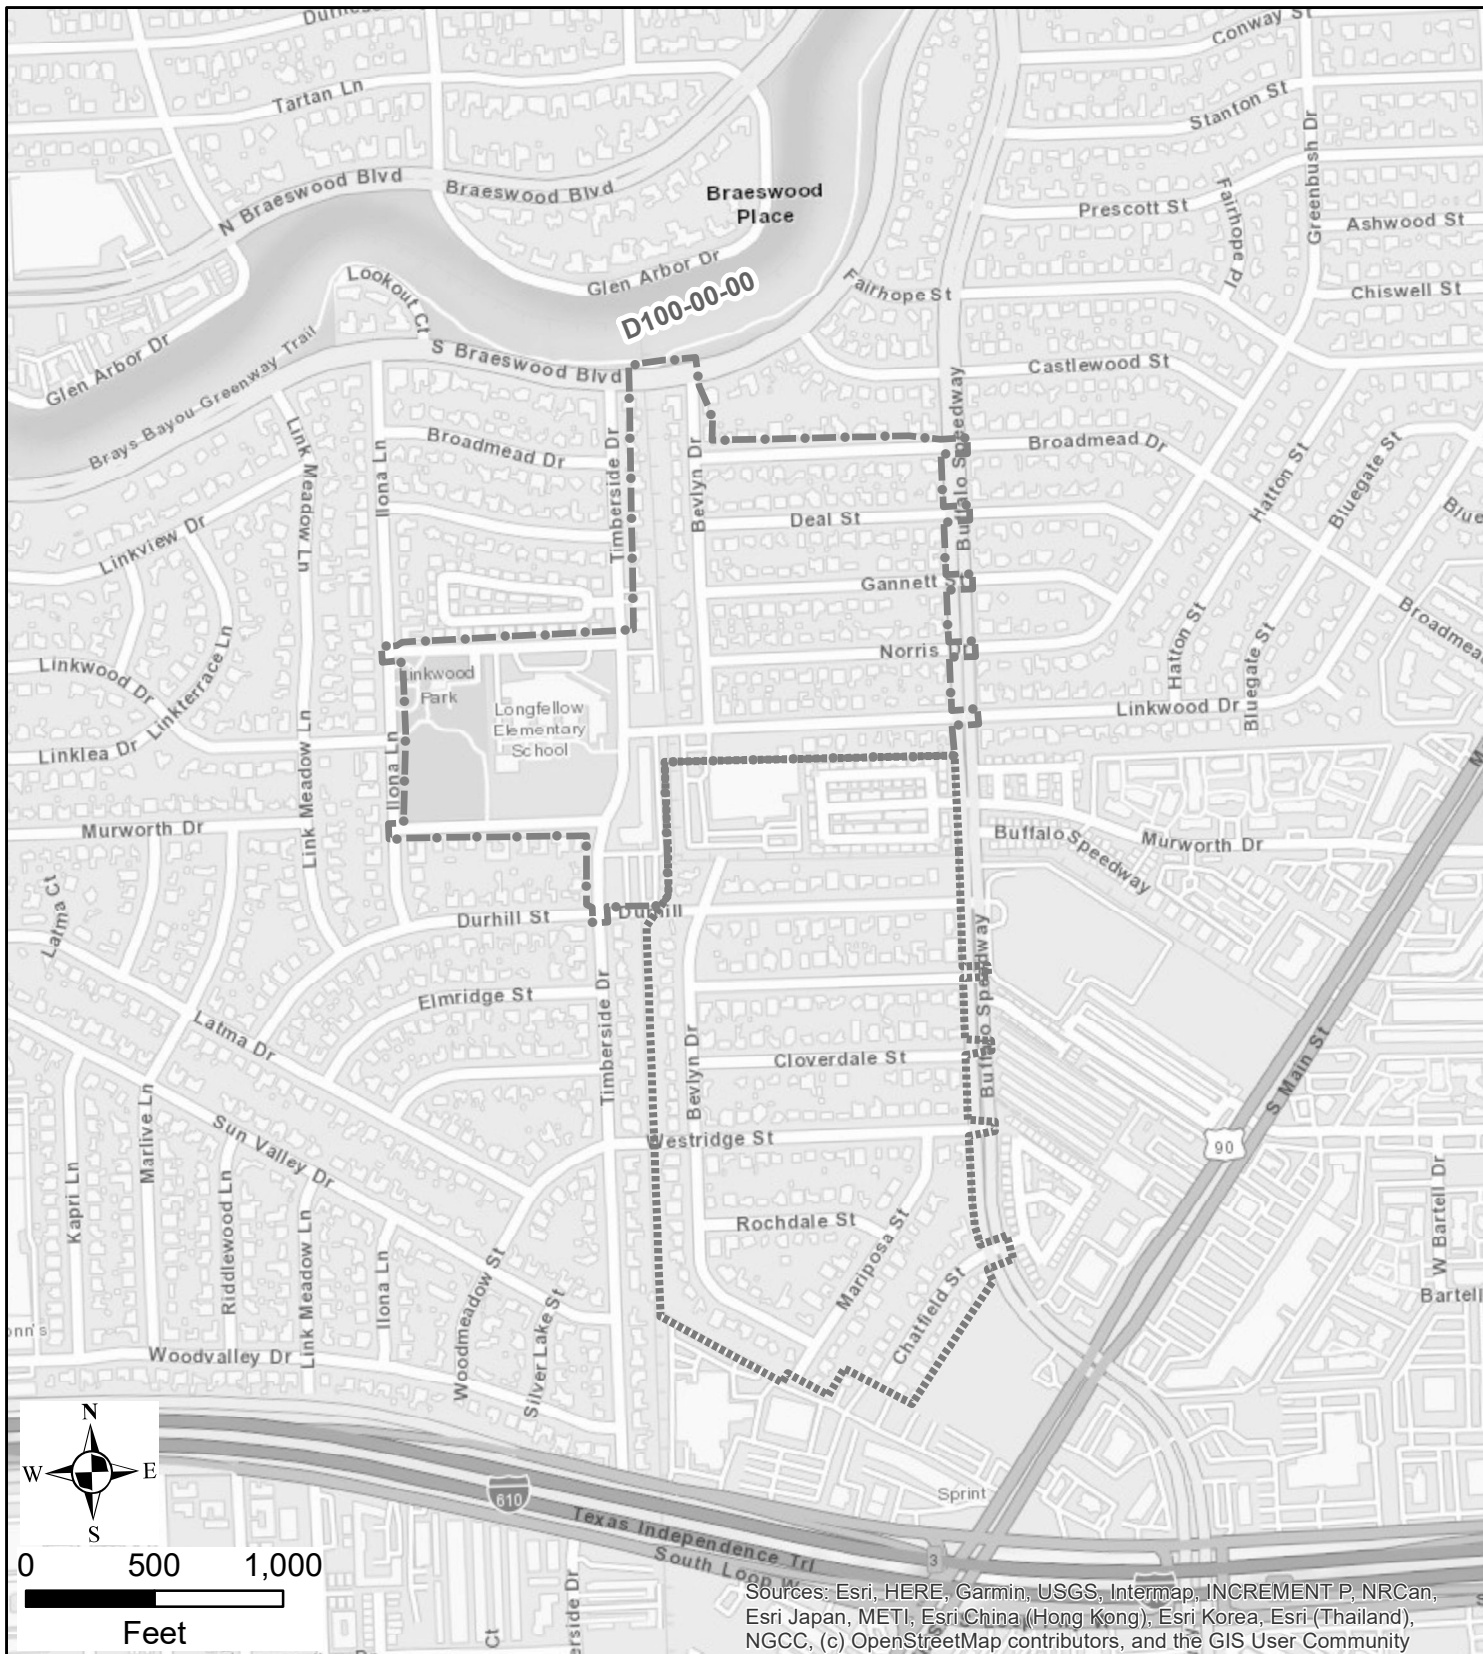 Conway St
Tartan Ln
Stanton St
Greenbush Dr
N Braeswood Blvd
Braeswood Blvd
Braeswood
Place
Prescott St
Fairhope Pl
Ashwood St
Glen Arbor Dr
D100-00-00
Lookout Ct
Fairhope St
Chiswell St
Glen Arbor Dr
Brays Bayou Greenway Trail
S Braeswood Blvd
Castlewood St
Buffalo Speedway
Link Meadow Ln
Ilona Ln
Broadmead Dr
Timberside Dr
Bevlyn Dr
Broadmead Dr
Hatton St
Bluegate St
Linkview Dr
Deal St
Blue
Gannett St
Broadmea
Linkwood Dr
Linkterrace Ln
Linkwood
Park
Longfellow
Elementary
School
Norris
Hatton St
Bluegate St
Linkwood Dr
Linklea Dr
Link Meadow Ln
Ilona Ln
Murworth Dr
Buffalo Speedway
Murworth Dr
Latma Ct
Durhill St
Durhill
Buffalo Speedway
Elmridge St
Latma Dr
Timberside Dr
Bevlyn Dr
Cloverdale St
S Main St
90
Kapri Ln
Marlive Ln
Sun Valley Dr
Westridge St
W Bartell Dr
Riddlewood Ln
Link Meadow Ln
Ilona Ln
Rochdale St
Mariposa St
Chatfield St
Bartell
onn's
Woodvalley Dr
Woodmeadow St
Silver Lake St
N
W
E
S
610
Texas Independence Trl
South Loop W
Sprint
3
0 500 1,000
Feet
erside Dr
Ct
Sources: Esri, HERE, Garmin, USGS, Intermap, INCREMENT P, NRCan,
Esri Japan, METI, Esri China (Hong Kong), Esri Korea, Esri (Thailand),
NGCC, (c) OpenStreetMap contributors, and the GIS User Community